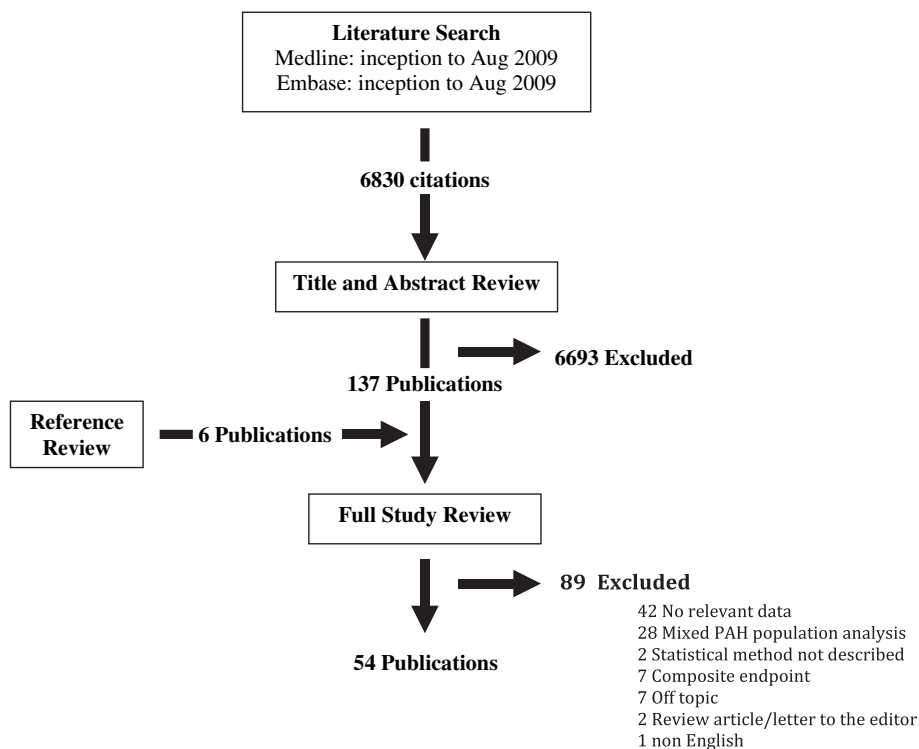 Literature Search
Medline: inception to Aug 2009
Embase: inception to Aug 2009
6830 citations
Title and Abstract Review
6693 Excluded
137 Publications
Reference
Review
6 Publications
Full Study Review
89 Excluded
42 No relevant data
28 Mixed PAH population analysis
2 Statistical method not described
7 Composite endpoint
7 Off topic
2 Review article/letter to the editor
1 non English
54 Publications